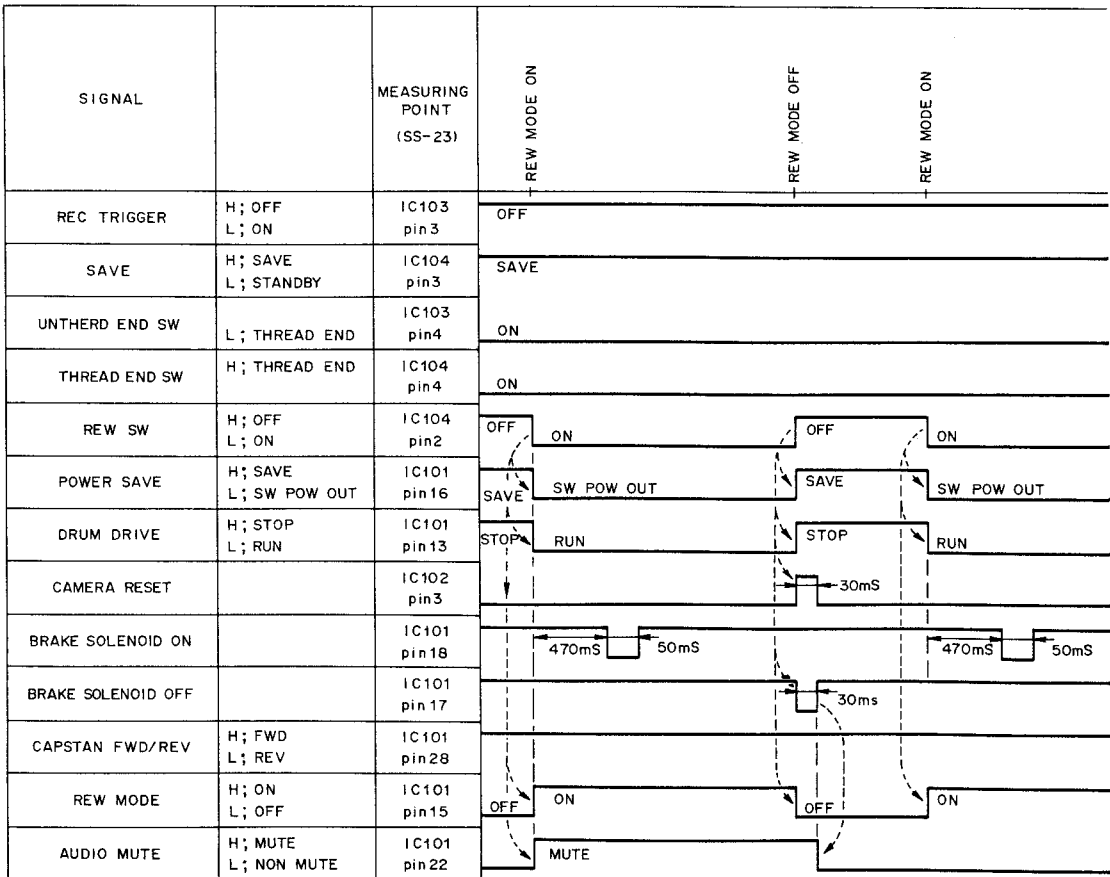 SIGNAL
MEASURING
POINT
(SS-23)
REW MODE ON
REW MODE OFF
REW MODE ON
REC TRIGGER
H; OFF
L; ON
IC103
pin3
OFF
SAVE
H; SAVE
L; STANDBY
IC104
pin3
SAVE
UNTHERD END SW
L; THREAD END
IC103
pin4
ON
THREAD END SW
H; THREAD END
IC104
pin4
ON
REW SW
H; OFF
L; ON
IC104
pin2
OFF ON OFF ON
POWER SAVE
H; SAVE
L; SW POW OUT
IC101
pin16
SAVE SW POW OUT SAVE SW POW OUT
DRUM DRIVE
H; STOP
L; RUN
IC101
pin13
STOP RUN STOP RUN
CAMERA RESET
IC102
pin3
30mS
BRAKE SOLENOID ON
IC101
pin18
470mS 50mS 470mS 50mS
BRAKE SOLENOID OFF
IC101
pin17
30ms
CAPSTAN FWD/REV
H; FWD
L; REV
IC101
pin28
REW MODE
H; ON
L; OFF
IC101
pin15
OFF ON OFF ON
AUDIO MUTE
H; MUTE
L; NON MUTE
IC101
pin22
MUTE